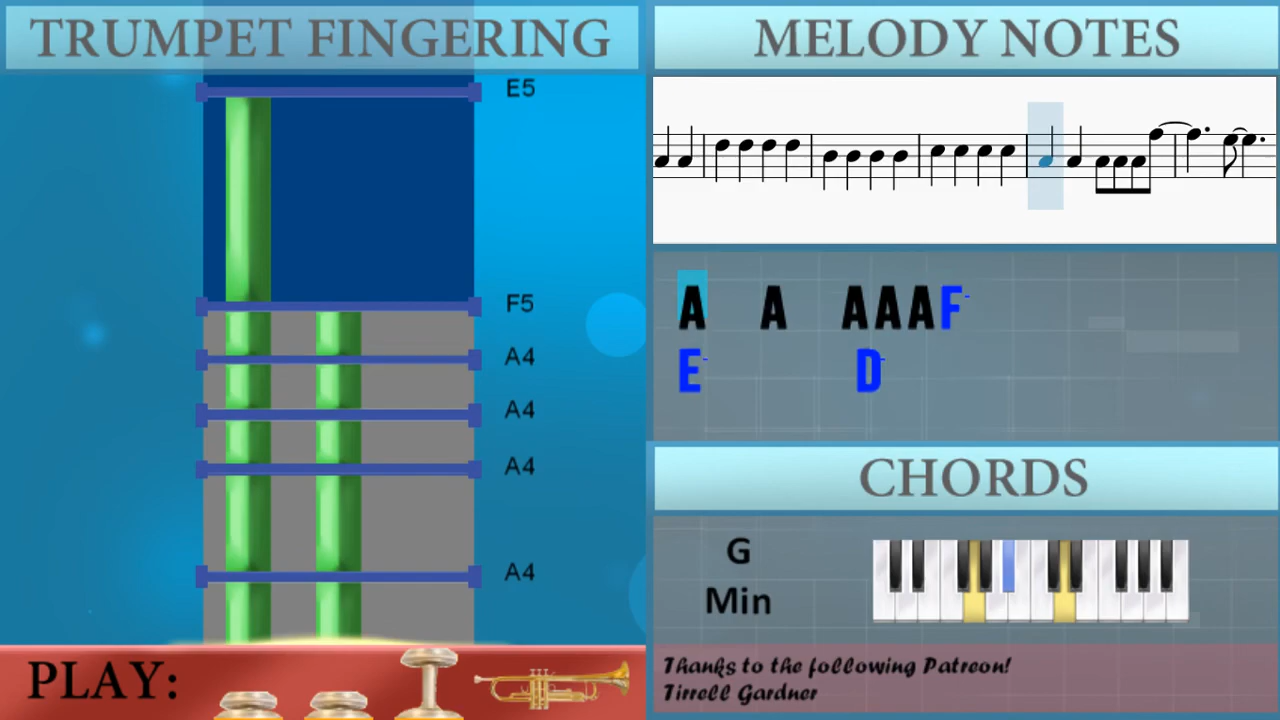 TRUMPET FINGERING
E5
F5
A4
A4
A4
A4
PLAY:
MELODY NOTES
A A AAAF-
E- D-
CHORDS
G
Min
Thanks to the following Patreon!
Tirrell Gardner